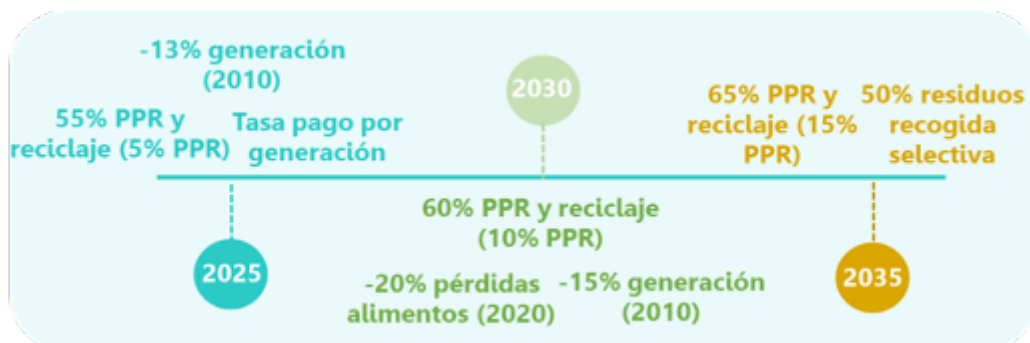 -13% generación
(2010)
55% PPR y
reciclaje (5% PPR)
Tasa pago por
generación
2025
2030
60% PPR y reciclaje
(10% PPR)
-20% pérdidas
alimentos (2020)
-15% generación
(2010)
65% PPR y
reciclaje (15%
PPR)
50% residuos
recogida
selectiva
2035